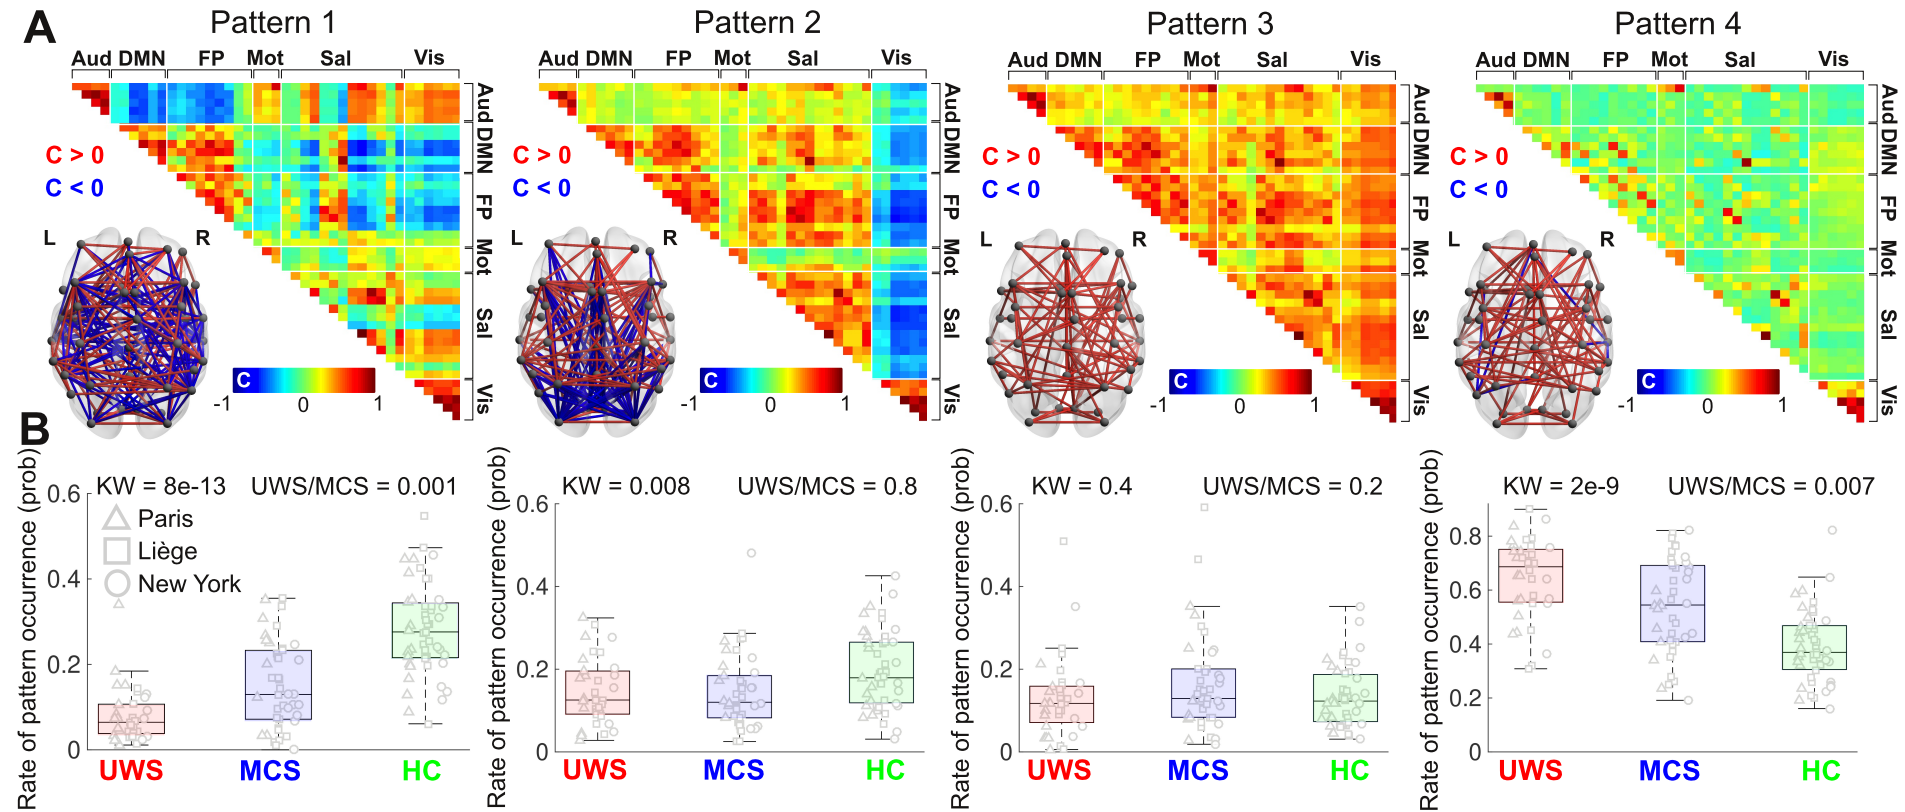 A
Pattern 1
Pattern 2
Pattern 3
Pattern 4
Aud DMN FP Mot Sal Vis
Aud DMN FP Mot Sal Vis
Aud DMN FP Mot Sal Vis
Aud DMN FP Mot Sal Vis
Aud DMN FP Mot Sal Vis
Aud DMN FP Mot Sal Vis
Aud DMN FP Mot Sal Vis
Aud DMN FP Mot Sal Vis
C > 0
C < 0
C > 0
C < 0
C > 0
C < 0
C > 0
C < 0
L R
L R
L R
L R
C
-1 0 1
C
-1 0 1
C
-1 0 1
C
-1 0 1
B
Rate of pattern occurrence (prob)
KW = 8e-13 UWS/MCS = 0.001
Paris
Liège
New York
0.6
0.4
0.2
0
UWS MCS HC
Rate of pattern occurrence (prob)
KW = 0.008 UWS/MCS = 0.8
0.6
0.4
0.2
0
UWS MCS HC
Rate of pattern occurrence (prob)
KW = 0.4 UWS/MCS = 0.2
0.6
0.4
0.2
0
UWS MCS HC
Rate of pattern occurrence (prob)
KW = 2e-9 UWS/MCS = 0.007
0.8
0.6
0.4
0.2
0
UWS MCS HC